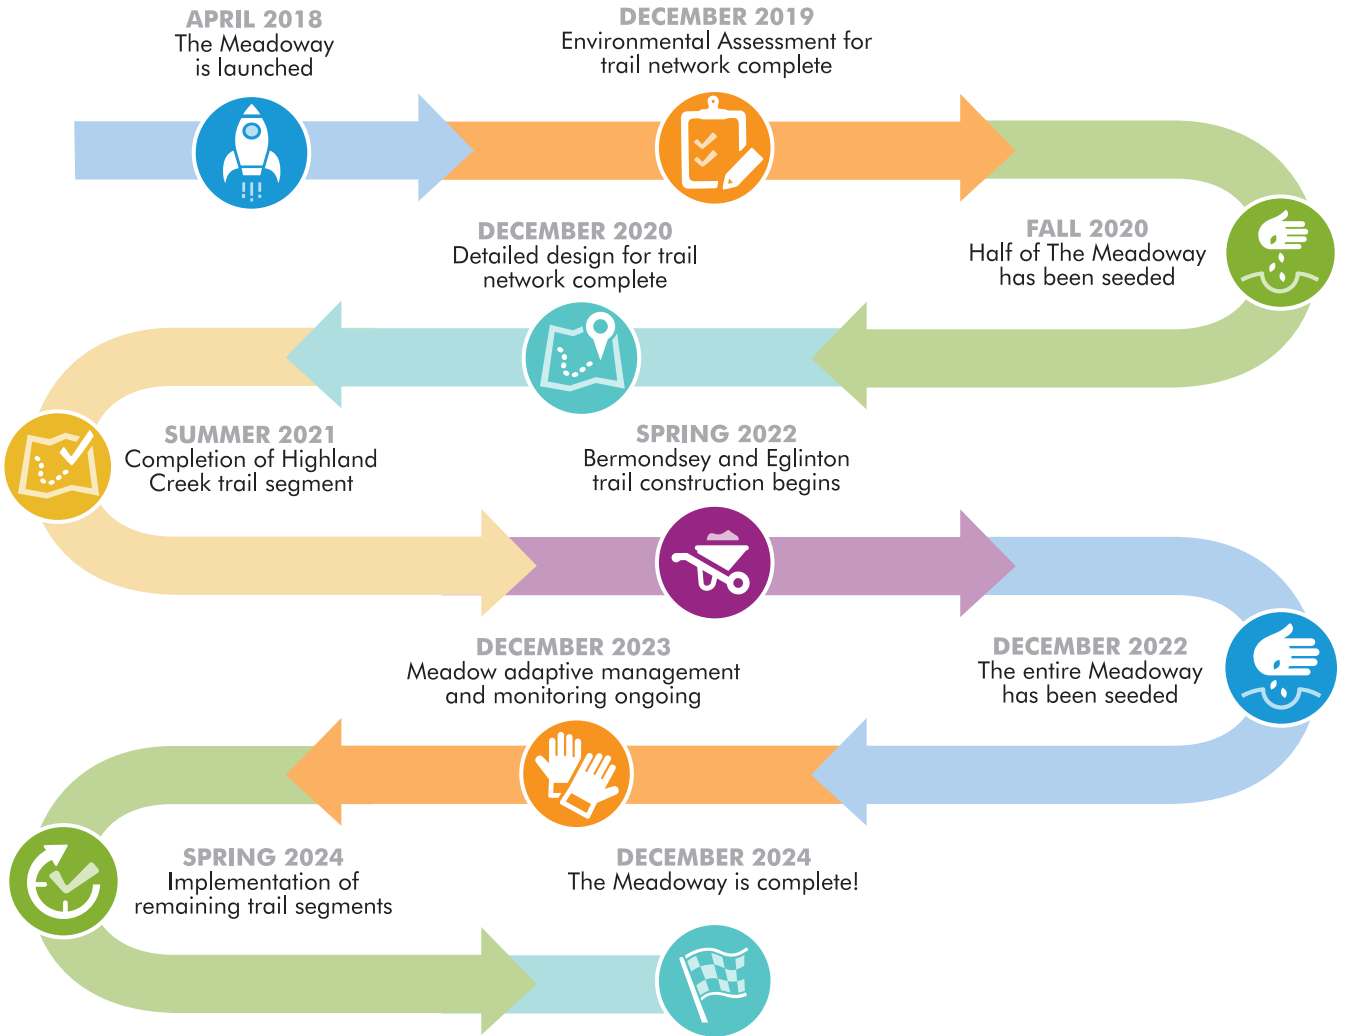 APRIL 2018
The Meadoway
is launched
DECEMBER 2019
Environmental Assessment for
trail network complete
FALL 2020
Half of The Meadoway
has been seeded
DECEMBER 2020
Detailed design for trail
network complete
SUMMER 2021
Completion of Highland
Creek trail segment
SPRING 2022
Bermondsey and Eglinton
trail construction begins
DECEMBER 2022
The entire Meadoway
has been seeded
DECEMBER 2023
Meadow adaptive management
and monitoring ongoing
SPRING 2024
Implementation of
remaining trail segments
DECEMBER 2024
The Meadoway is complete!